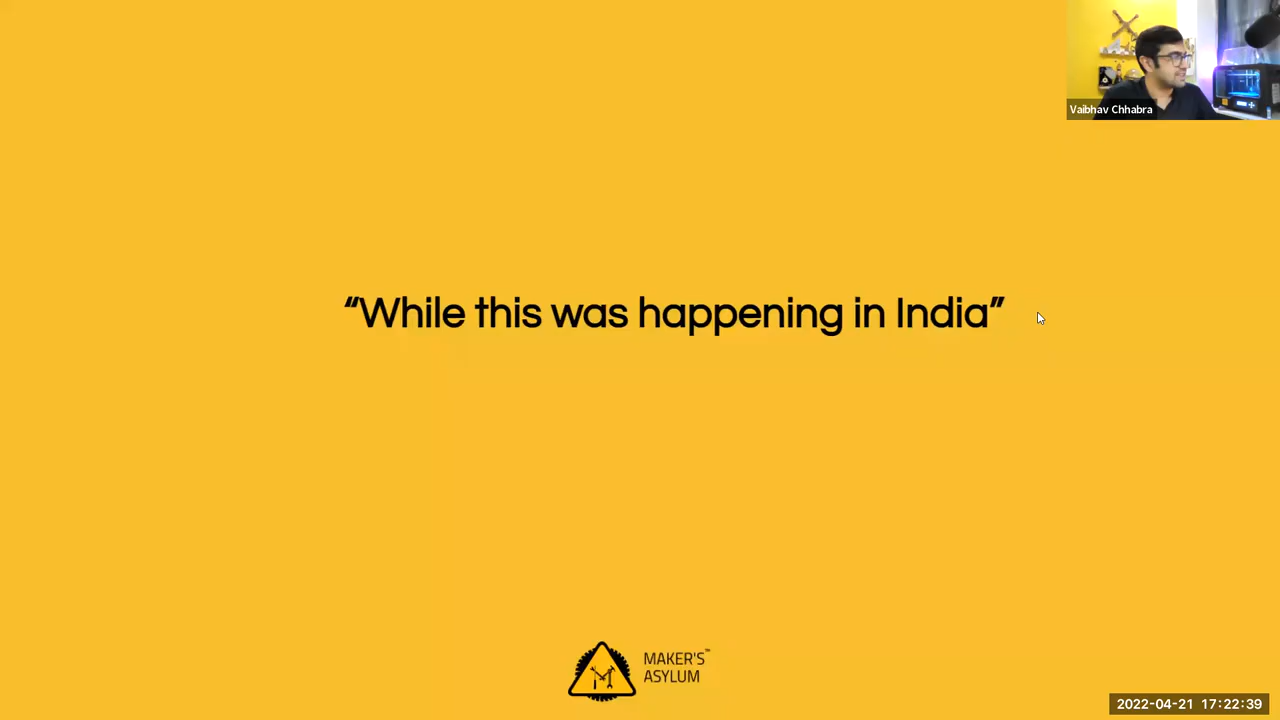 Vaibhav Chhabra
“While this was happening in India”
MAKER'S™
ASYLUM
2022-04-21 17:22:39